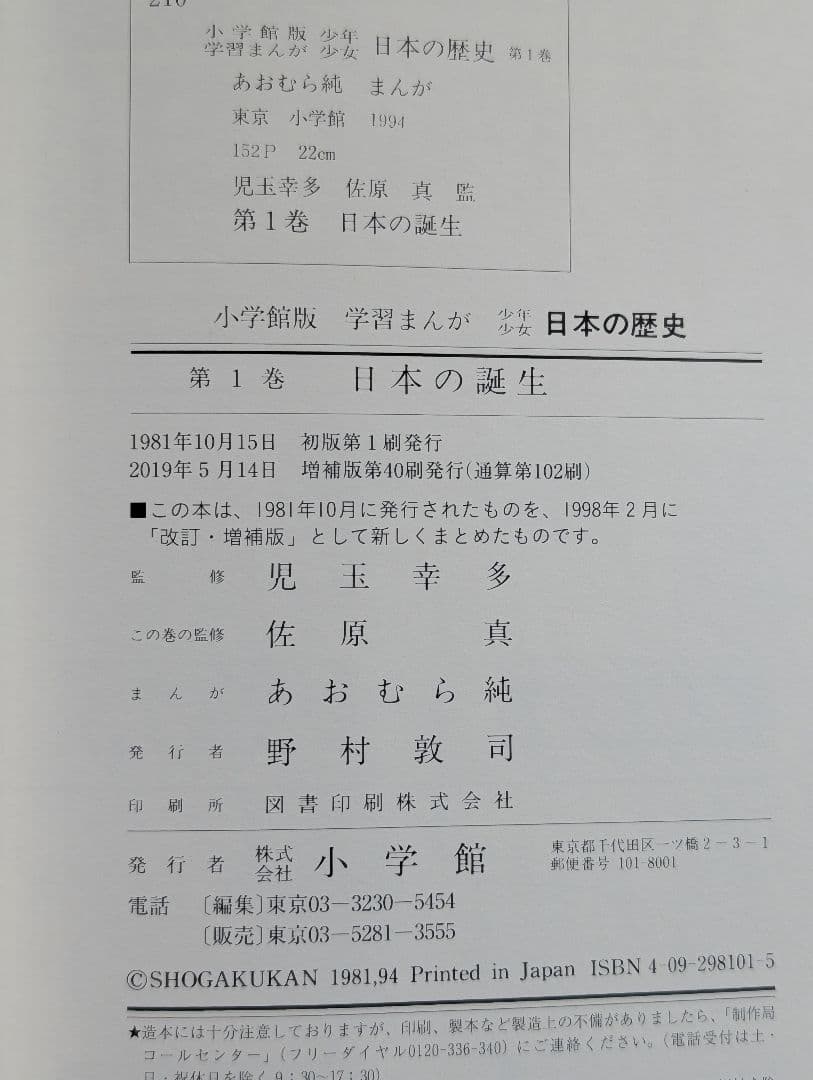 210
小学館版 少年
学習まんが 少女 日本の歴史 第1巻
あおむら純 まんが
東京 小学館 1994
152P 22cm
児玉幸多 佐原 真 監
第1巻 日本の誕生
小学館版 学習まんが 少年少女 日本の歴史
第1巻 日本の誕生
1981年10月15日 初版第1刷発行
2019年5月14日 増補版第40刷発行(通算第102刷)
■この本は、1981年10月に発行されたものを、1998年2月に
「改訂・増補版」として新しくまとめたものです。
監修 児玉幸多
この巻の監修 佐原真
まんが あおむら純
発行者 野村敦司
印刷所 図書印刷株式会社
発行者 株式会社 小学館 東京都千代田区一ツ橋2-3-1
郵便番号 101-8001
電話 〔編集〕東京03-3230-5454
〔販売〕東京03-5281-3555
©SHOGAKUKAN 1981,94 Printed in Japan ISBN 4-09-298101-5
★造本には十分注意しておりますが、印刷、製本など製造上の不備がありましたら、「制作局
コールセンター」(フリーダイヤル0120-336-340)にご連絡ください。(電話受付は土・
日・祝休日を除く9:30~17:30)